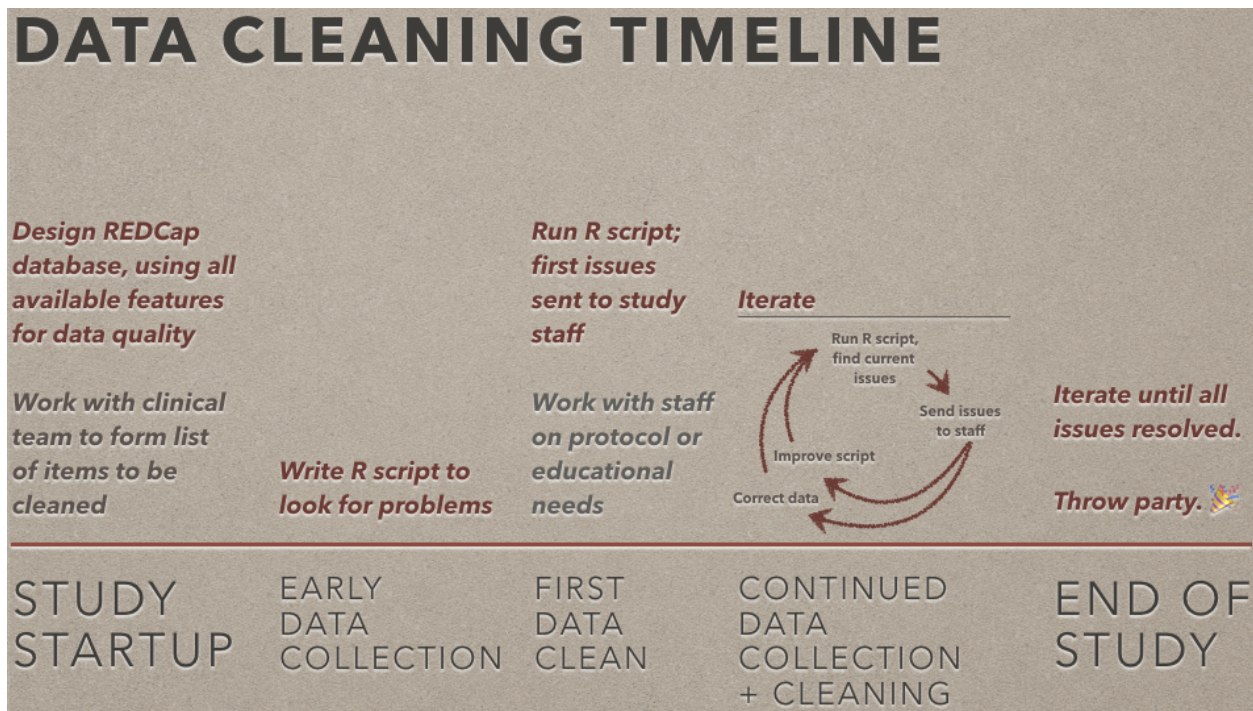 DATA CLEANING TIMELINE
Design REDCap
database, using all
available features
for data quality
Work with clinical
team to form list
of items to be
cleaned
Write R script to
look for problems
Run R script;
first issues
sent to study
staff
Work with staff
on protocol or
educational
needs
Iterate
Run R script,
find current
issues
Send issues
to staff
Improve script
Correct data
Iterate until all
issues resolved.
Throw party. 🎉
STUDY
STARTUP
EARLY
DATA
COLLECTION
FIRST
DATA
CLEAN
CONTINUED
DATA
COLLECTION
+ CLEANING
END OF
STUDY